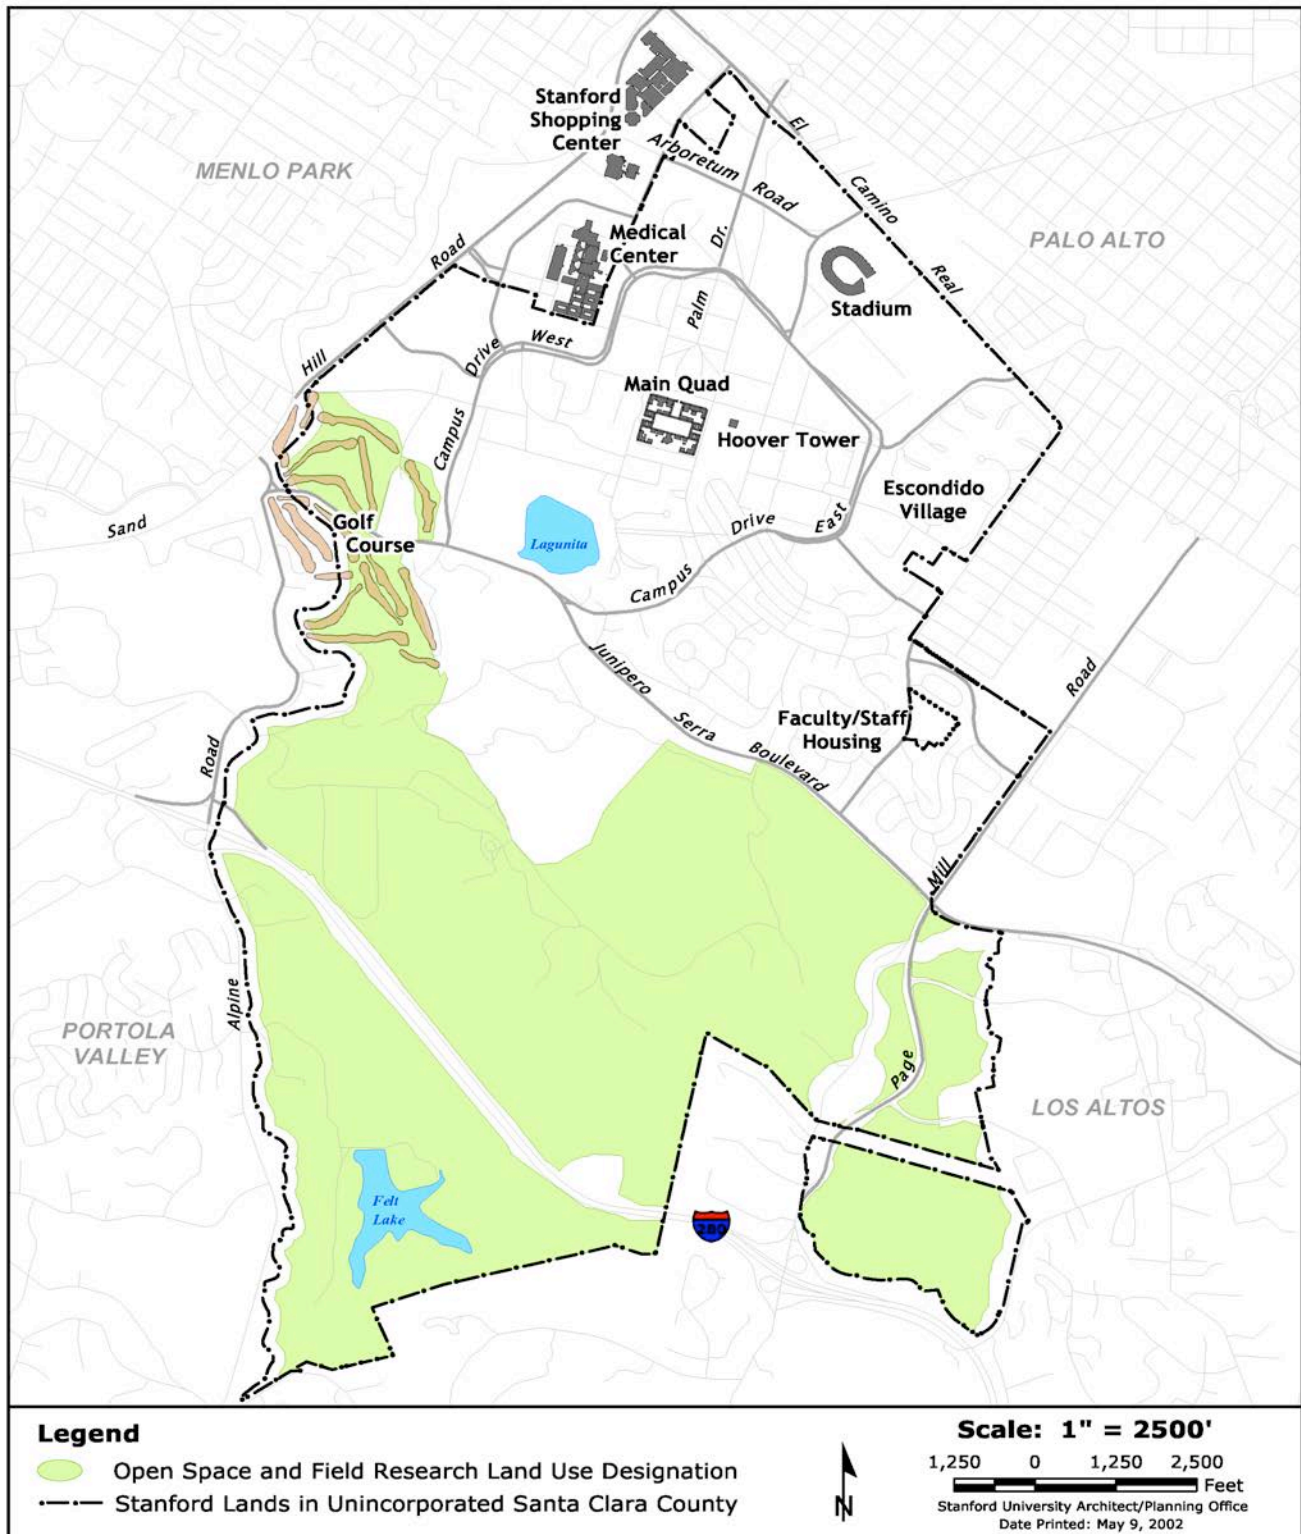 Stanford
Shopping
Center
El
MENLO PARK
Arboretum
Road
Camino
Medical
Center
Dr.
PALO ALTO
Road
Real
Stadium
Palm
West
Drive
Hill
Main Quad
Hoover Tower
Campus
Escondido
Village
Sand
Golf
Course
Lagunita
Drive
East
Campus
Junipero
Road
Serra
Faculty/Staff
Housing
Boulevard
Road
Mill
Alpine
PORTOLA
VALLEY
Page
LOS ALTOS
Felt
Lake
280
Legend
Open Space and Field Research Land Use Designation
Stanford Lands in Unincorporated Santa Clara County
N
Scale: 1" = 2500'
1,250 0 1,250 2,500
Feet
Stanford University Architect/Planning Office
Date Printed: May 9, 2002